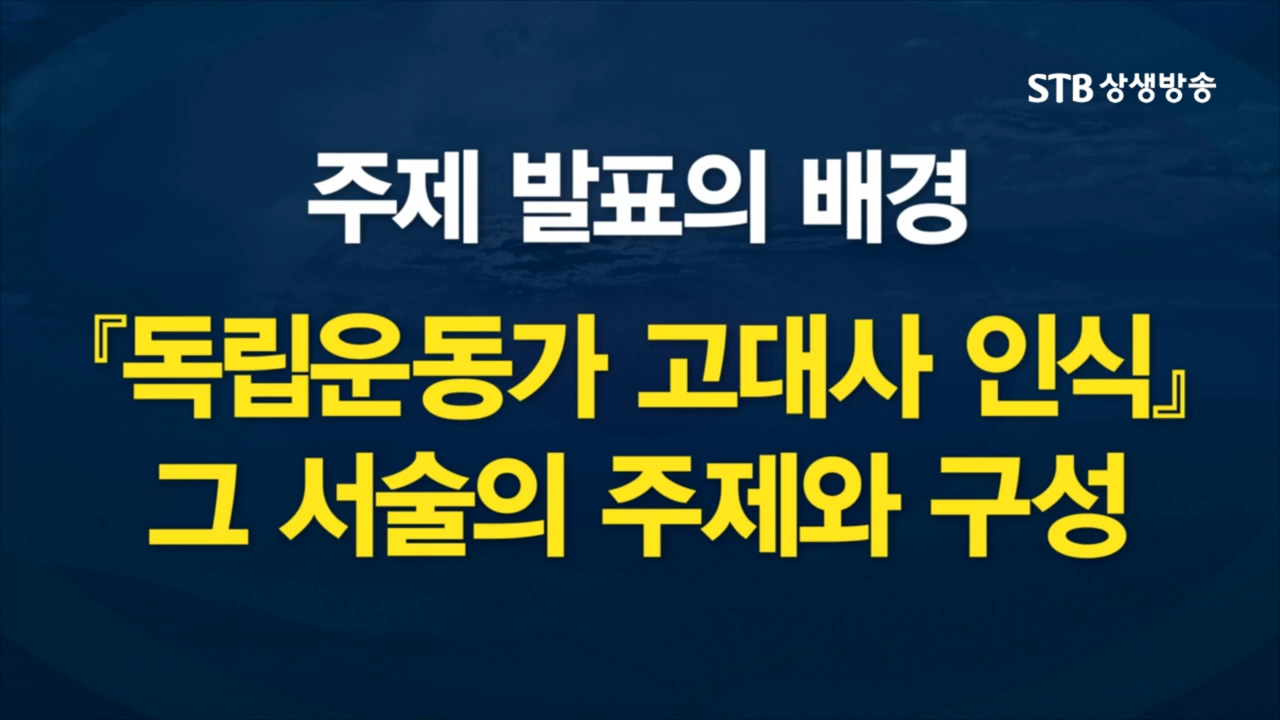 STB 상생방송
주제 발표의 배경
『독립운동가 고대사 인식』
그 서술의 주제와 구성